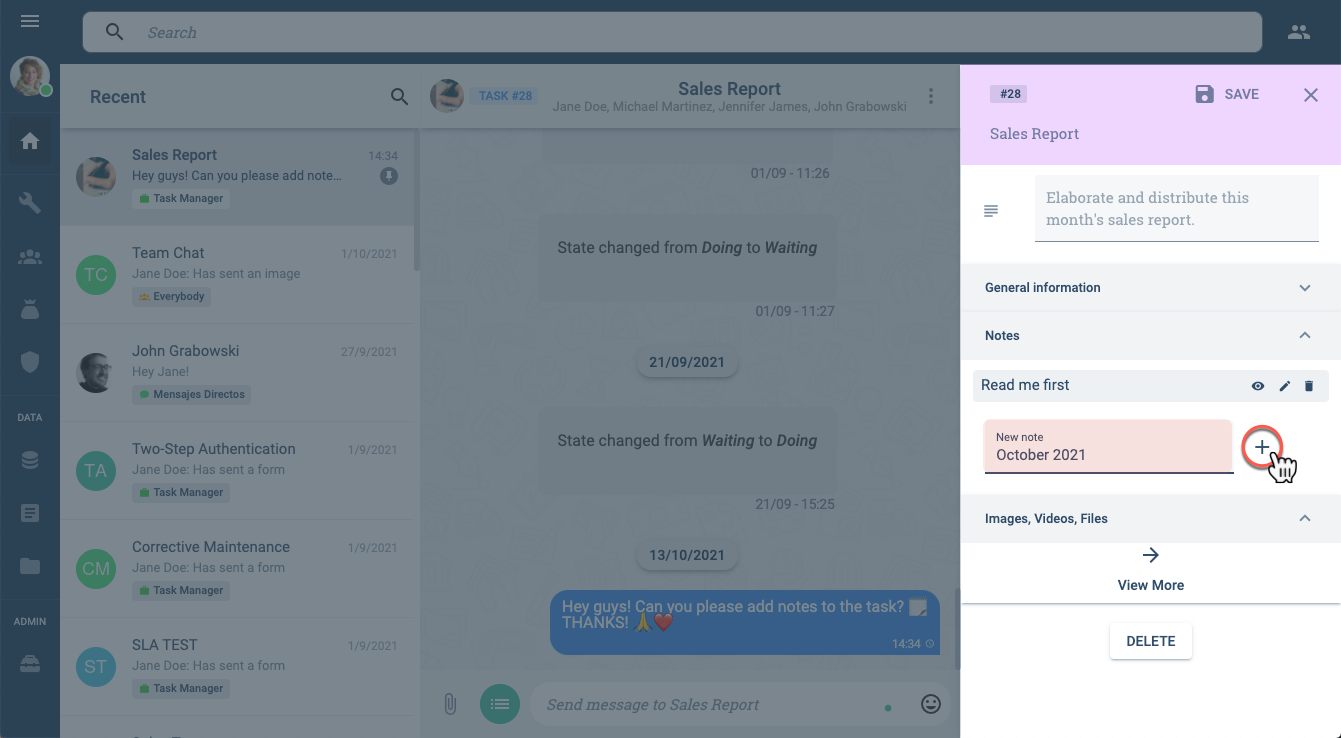 Search
Recent
Sales Report
14:34
Hey guys! Can you please add note...
Task Manager
TC
Team Chat
1/10/2021
Jane Doe: Has sent an image
Everybody
John Grabowski
27/9/2021
Hey Jane!
Mensajes Directos
TA
Two-Step Authentication
1/9/2021
Jane Doe: Has sent a form
Task Manager
CM
Corrective Maintenance
1/9/2021
Jane Doe: Has sent a form
Task Manager
ST
SLA TEST
1/9/2021
Jane Doe: Has sent a form
Task Manager
DATA
ADMIN
TASK #28
Sales Report
Jane Doe, Michael Martinez, Jennifer James, John Grabowski
01/09 - 11:26
State changed from Doing to Waiting
01/09 - 11:27
21/09/2021
State changed from Waiting to Doing
21/09 - 15:25
13/10/2021
Hey guys! Can you please add notes to the task? 🗒️
THANKS! 🙏❤️
14:34
Send message to Sales Report
#28
SAVE
Sales Report
Elaborate and distribute this
month's sales report.
General information
Notes
Read me first
New note
October 2021
Images, Videos, Files
View More
DELETE